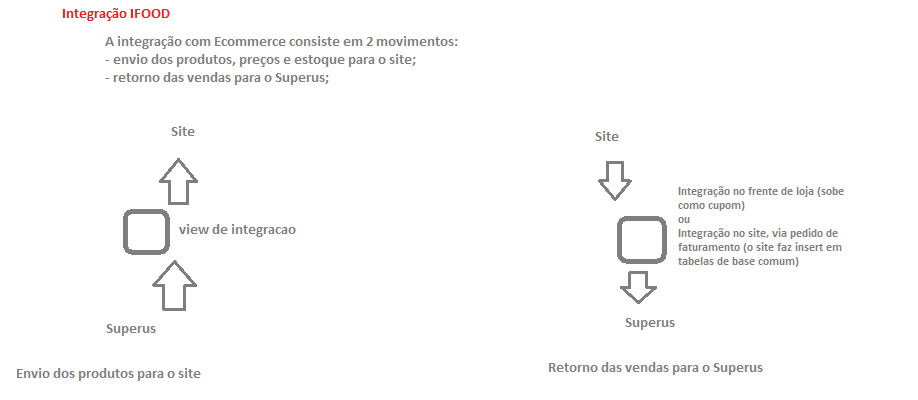 Integração IFOOD
A integração com Ecommerce consiste em 2 movimentos:
- envio dos produtos, preços e estoque para o site;
- retorno das vendas para o Superus;
Site
view de integracao
Superus
Envio dos produtos para o site
Site
Integração no frente de loja (sobe
como cupom)
ou
Integração no site, via pedido de
faturamento (o site faz insert em
tabelas de base comum)
Superus
Retorno das vendas para o Superus